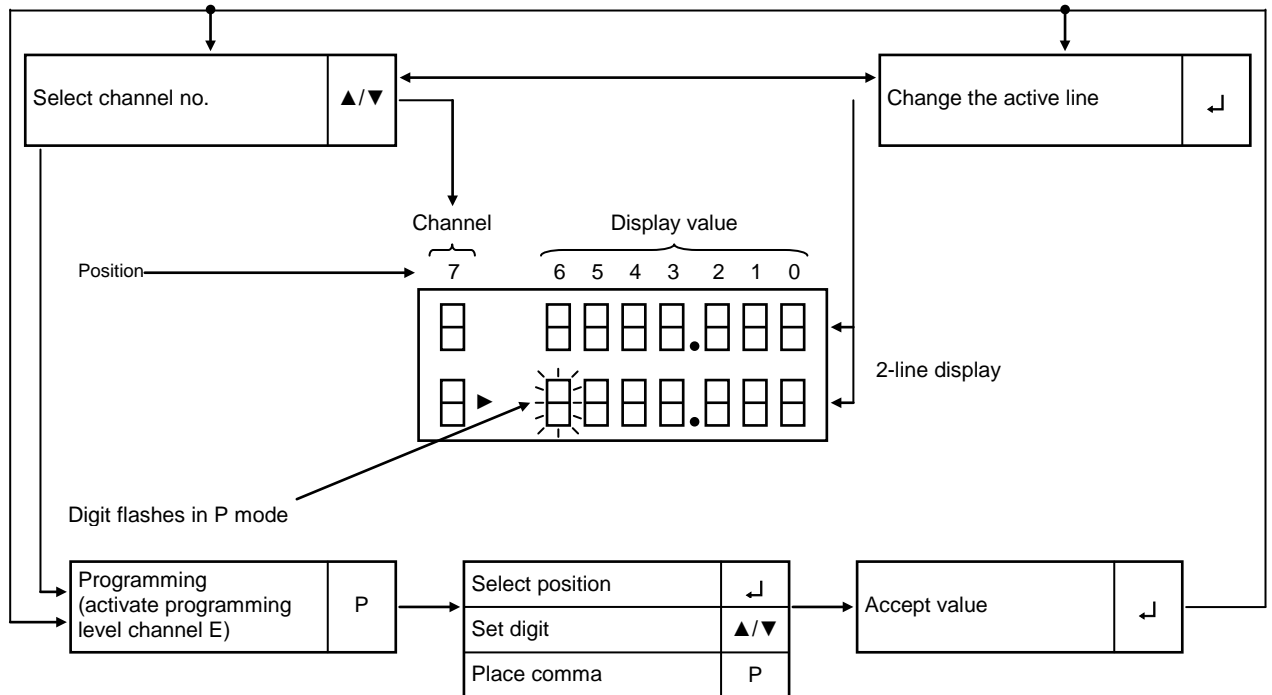 Select channel no. ▲/▼
Change the active line ↵
Channel Display value
Position 7 6 5 4 3 2 1 0
2-line display
Digit flashes in P mode
Programming
(activate programming P
level channel E)
Select position ↵
Set digit ▲/▼
Place comma P
Accept value ↵